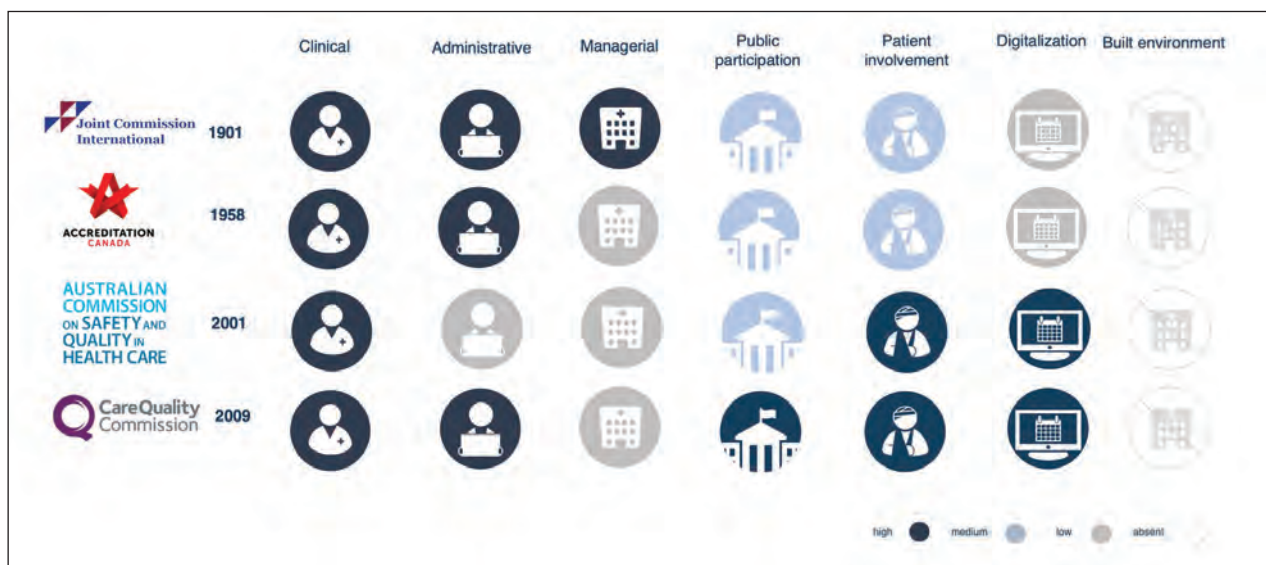 Clinical
Administrative
Managerial
Public
participation
Patient
involvement
Digitalization
Built environment
Joint Commission
International
1901
ACCREDITATION
CANADA
1958
AUSTRALIAN
COMMISSION
ON SAFETY AND
QUALITY IN
HEALTH CARE
2001
CareQuality
Commission
2009
high
medium
low
absent